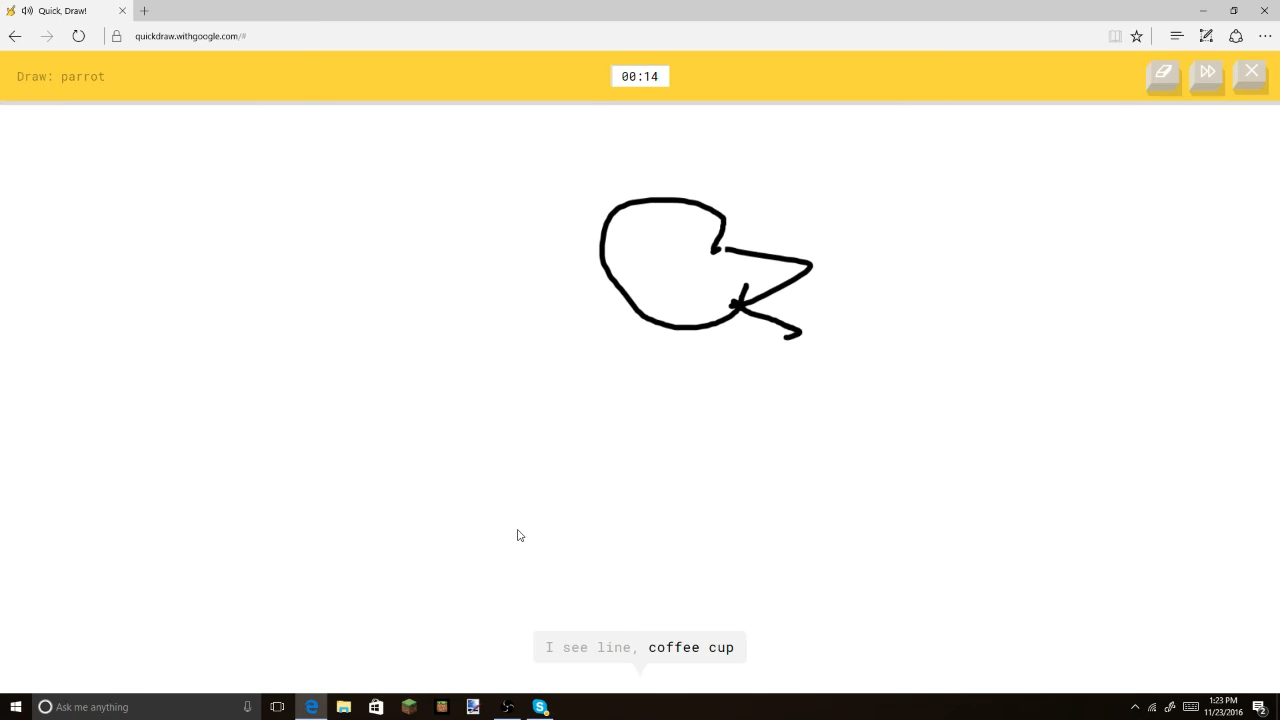 Quick, Draw!
quickdraw.withgoogle.com/#
Draw: parrot
00:14
I see line, coffee cup
Ask me anything
1:23 PM
11/23/2016
2